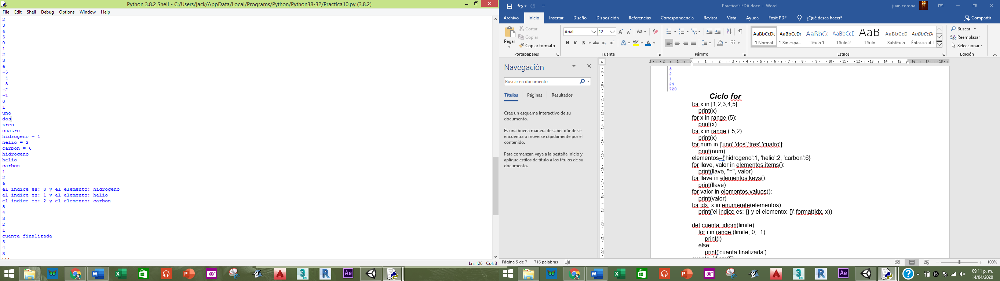 Python 3.8.2 Shell - C:/Users/jack/AppData/Local/Programs/Python/Python38-32/Practica10.py (3.8.2)
File Edit Shell Debug Options Window Help
2
3
4
5
0
1
2
3
4
-5
-4
-3
-2
-1
0
1
uno
dos
tres
cuatro
hidrogeno = 1
helio = 2
carbon = 6
hidrogeno
helio
carbon
1
2
6
el indice es: 0 y el elemento: hidrogeno
el indice es: 1 y el elemento: helio
el indice es: 2 y el elemento: carbon
5
4
3
2
1
cuenta finalizada
5
4
3
Ln: 126 Col: 3
Practica9-EDA.docx - Word
juan corona
Archivo Inicio Insertar Diseño Disposición Referencias Correspondencia Revisar Vista Ayuda Foxit PDF ¿Qué desea hacer? Compartir
Pegar
Cortar
Copiar
Copiar formato
Portapapeles
Arial 12
N K S abc x₂ x²
Fuente
Párrafo
AaBbCcDc AaBbCcDc AaBbCc AaBbCcC AaB AaBbCcD AaBbCcDc
¶ Normal ¶ Sin espa... Título 1 Título 2 Título Subtítulo Énfasis sutil
Estilos
Buscar
Reemplazar
Seleccionar
Edición
Navegación
Buscar en documento
Títulos Páginas Resultados
Cree un esquema interactivo de su
documento.
Es una buena manera de saber dónde se
encuentra o moverse rápidamente por el
contenido.
Para comenzar, vaya a la pestaña Inicio y
aplique estilos de título a los títulos de su
documento.
3
2
1
24
720
Ciclo for
for x in [1,2,3,4,5]:
print(x)
for x in range (5):
print(x)
for x in range (-5,2):
print(x)
for num in ['uno','dos','tres','cuatro']:
print(num)
elementos={'hidrogeno':1, 'helio':2, 'carbon':6}
for llave, valor in elementos.items():
print(llave, "=", valor)
for llave in elementos.keys():
print(llave)
for valor in elementos.values():
print(valor)
for idx, x in enumerate(elementos):
print('el indice es: {} y el elemento: {}'.format(idx, x))
def cuenta_idiom(limite):
for i in range (limite, 0, -1):
print(i)
else:
print('cuenta finalizada')
cuenta_idiom(5)
Página 5 de 7 716 palabras
100%
09:11 p. m.
14/04/2020